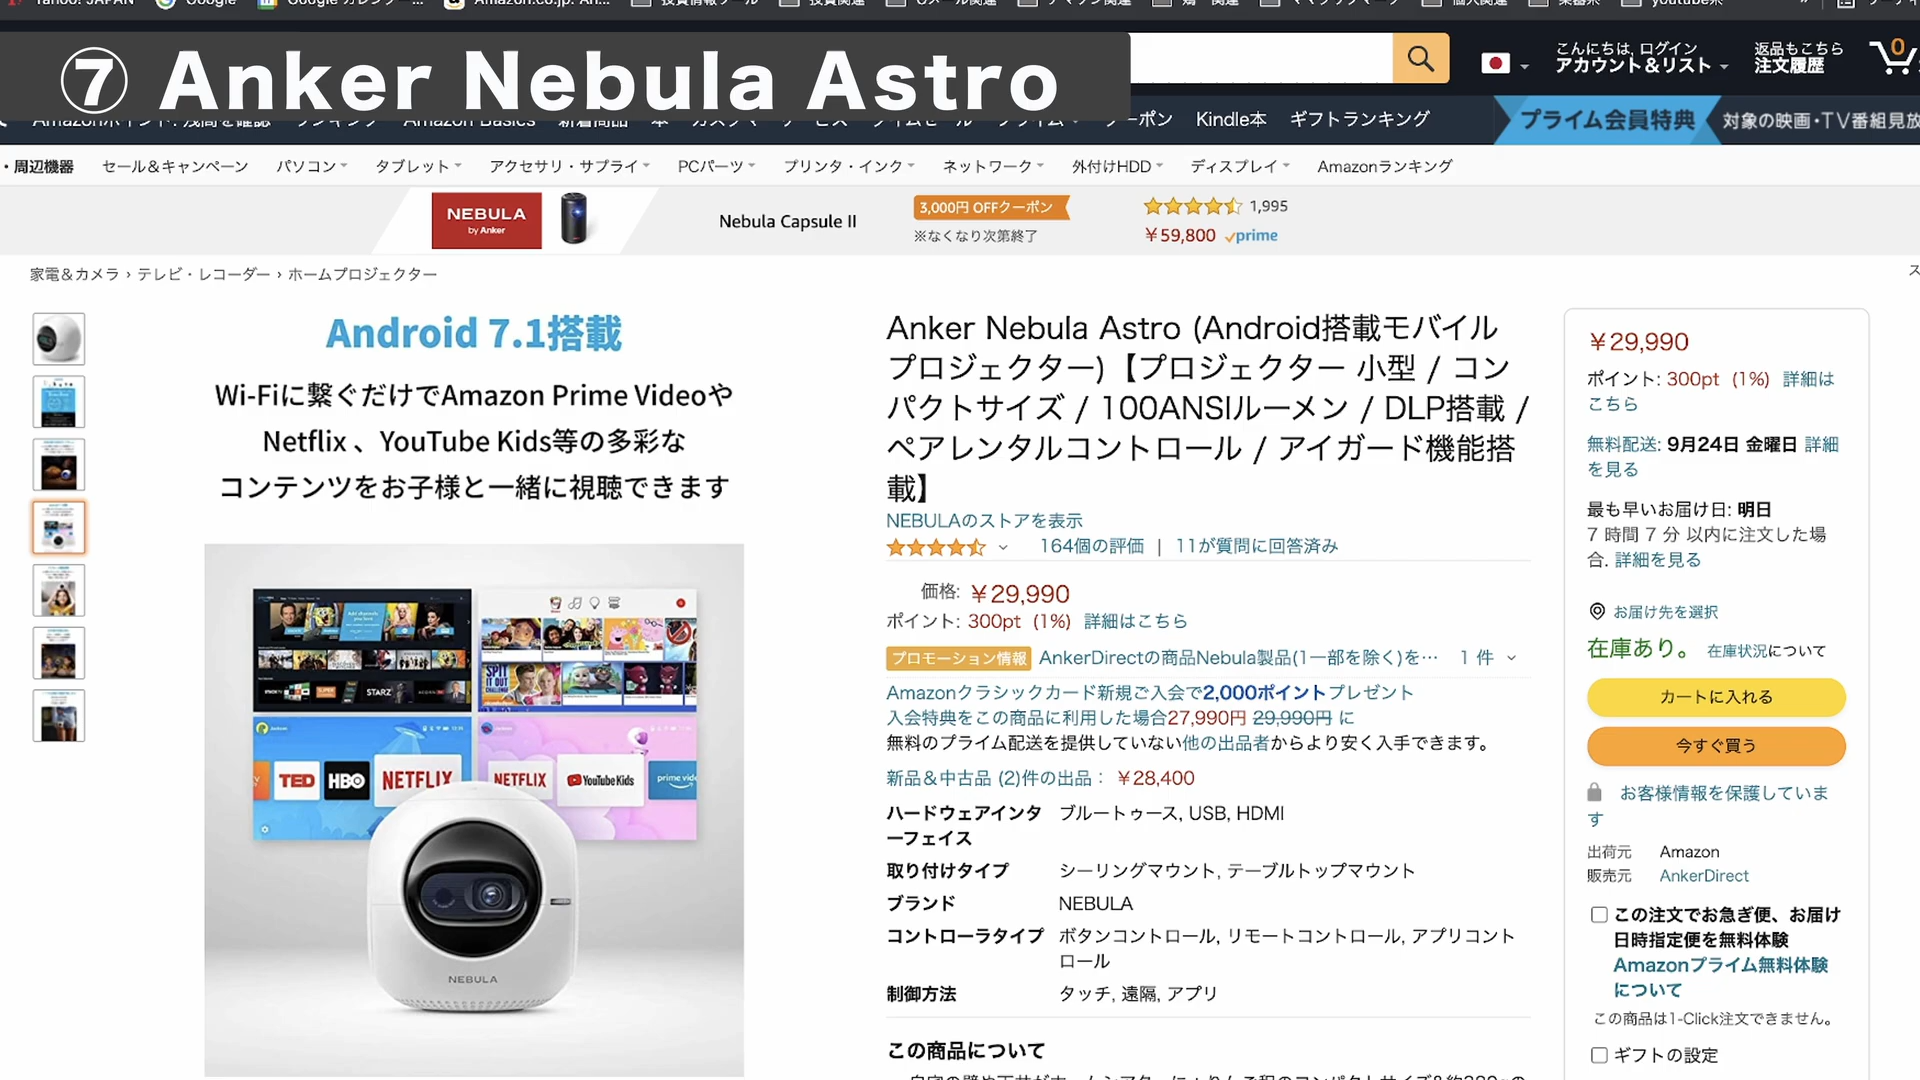 ⑦ Anker Nebula Astro
こんにちは, ログイン
アカウント&リスト
返品もこちら
注文履歴
0
Amazon Basics
Kindle本 ギフトランキング
プライム会員特典
対象の映画・TV番組見放
・周辺機器 セール&キャンペーン パソコン タブレット アクセサリ・サプライ PCパーツ プリンタ・インク ネットワーク 外付けHDD ディスプレイ Amazonランキング
NEBULA
by Anker
Nebula Capsule II
3,000円 OFFクーポン
※なくなり次第終了
1,995
￥59,800 prime
家電&カメラ › テレビ・レコーダー › ホームプロジェクター
Android 7.1搭載
Wi-Fiに繋ぐだけでAmazon Prime Videoや
Netflix 、YouTube Kids等の多彩な
コンテンツをお子様と一緒に視聴できます
SPIT IT OUT
CHALLENGE
STARZ
TED
HBO
NETFLIX
NETFLIX
YouTube Kids
prime vide
NEBULA
Anker Nebula Astro (Android搭載モバイル
プロジェクター)【プロジェクター 小型 / コン
パクトサイズ / 100ANSIルーメン / DLP搭載 /
ペアレンタルコントロール / アイガード機能搭
載】
NEBULAのストアを表示
164個の評価 | 11が質問に回答済み
価格: ￥29,990
ポイント: 300pt (1%) 詳細はこちら
プロモーション情報 AnkerDirectの商品Nebula製品(1一部を除く)を… 1 件
Amazonクラシックカード新規ご入会で2,000ポイントプレゼント
入会特典をこの商品に利用した場合27,990円 29,990円 に
無料のプライム配送を提供していない他の出品者からより安く入手できます。
新品&中古品 (2)件の出品： ￥28,400
ハードウェアインタ
ーフェイス
ブルートゥース, USB, HDMI
取り付けタイプ シーリングマウント, テーブルトップマウント
ブランド NEBULA
コントローラタイプ ボタンコントロール, リモートコントロール, アプリコント
ロール
制御方法 タッチ, 遠隔, アプリ
この商品について
￥29,990
ポイント: 300pt (1%) 詳細は
こちら
無料配送: 9月24日 金曜日 詳細
を見る
最も早いお届け日: 明日
7 時間 7 分 以内に注文した場
合. 詳細を見る
お届け先を選択
在庫あり。 在庫状況について
カートに入れる
今すぐ買う
お客様情報を保護していま
す
出荷元 Amazon
販売元 AnkerDirect
この注文でお急ぎ便、お届け
日時指定便を無料体験
Amazonプライム無料体験
について
この商品は1-Click注文できません。
ギフトの設定